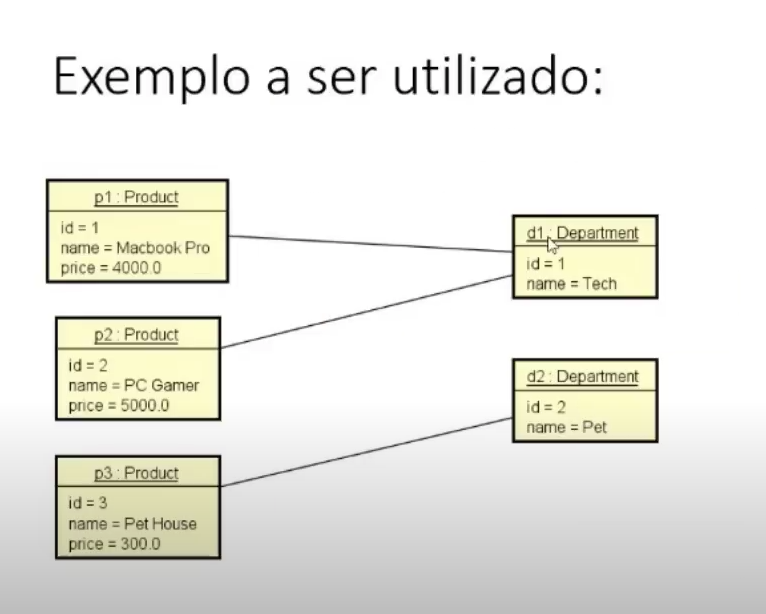 Exemplo a ser utilizado:
p1 : Product
id = 1
name = Macbook Pro
price = 4000.0
p2 : Product
id = 2
name = PC Gamer
price = 5000.0
p3 : Product
id = 3
name = Pet House
price = 300.0
d1 : Department
id = 1
name = Tech
d2 : Department
id = 2
name = Pet